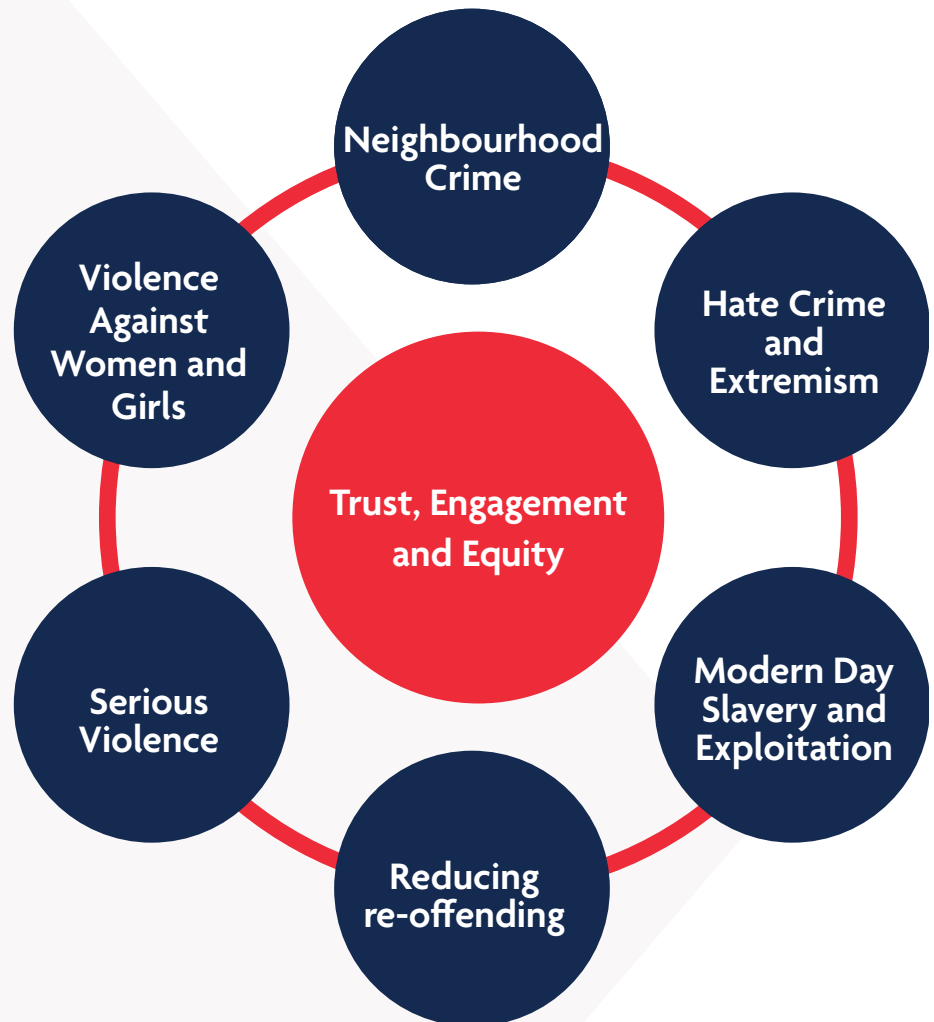 Neighbourhood
Crime
Hate Crime
and
Extremism
Modern Day
Slavery and
Exploitation
Reducing
re-offending
Serious
Violence
Violence
Against
Women and
Girls
Trust, Engagement
and Equity